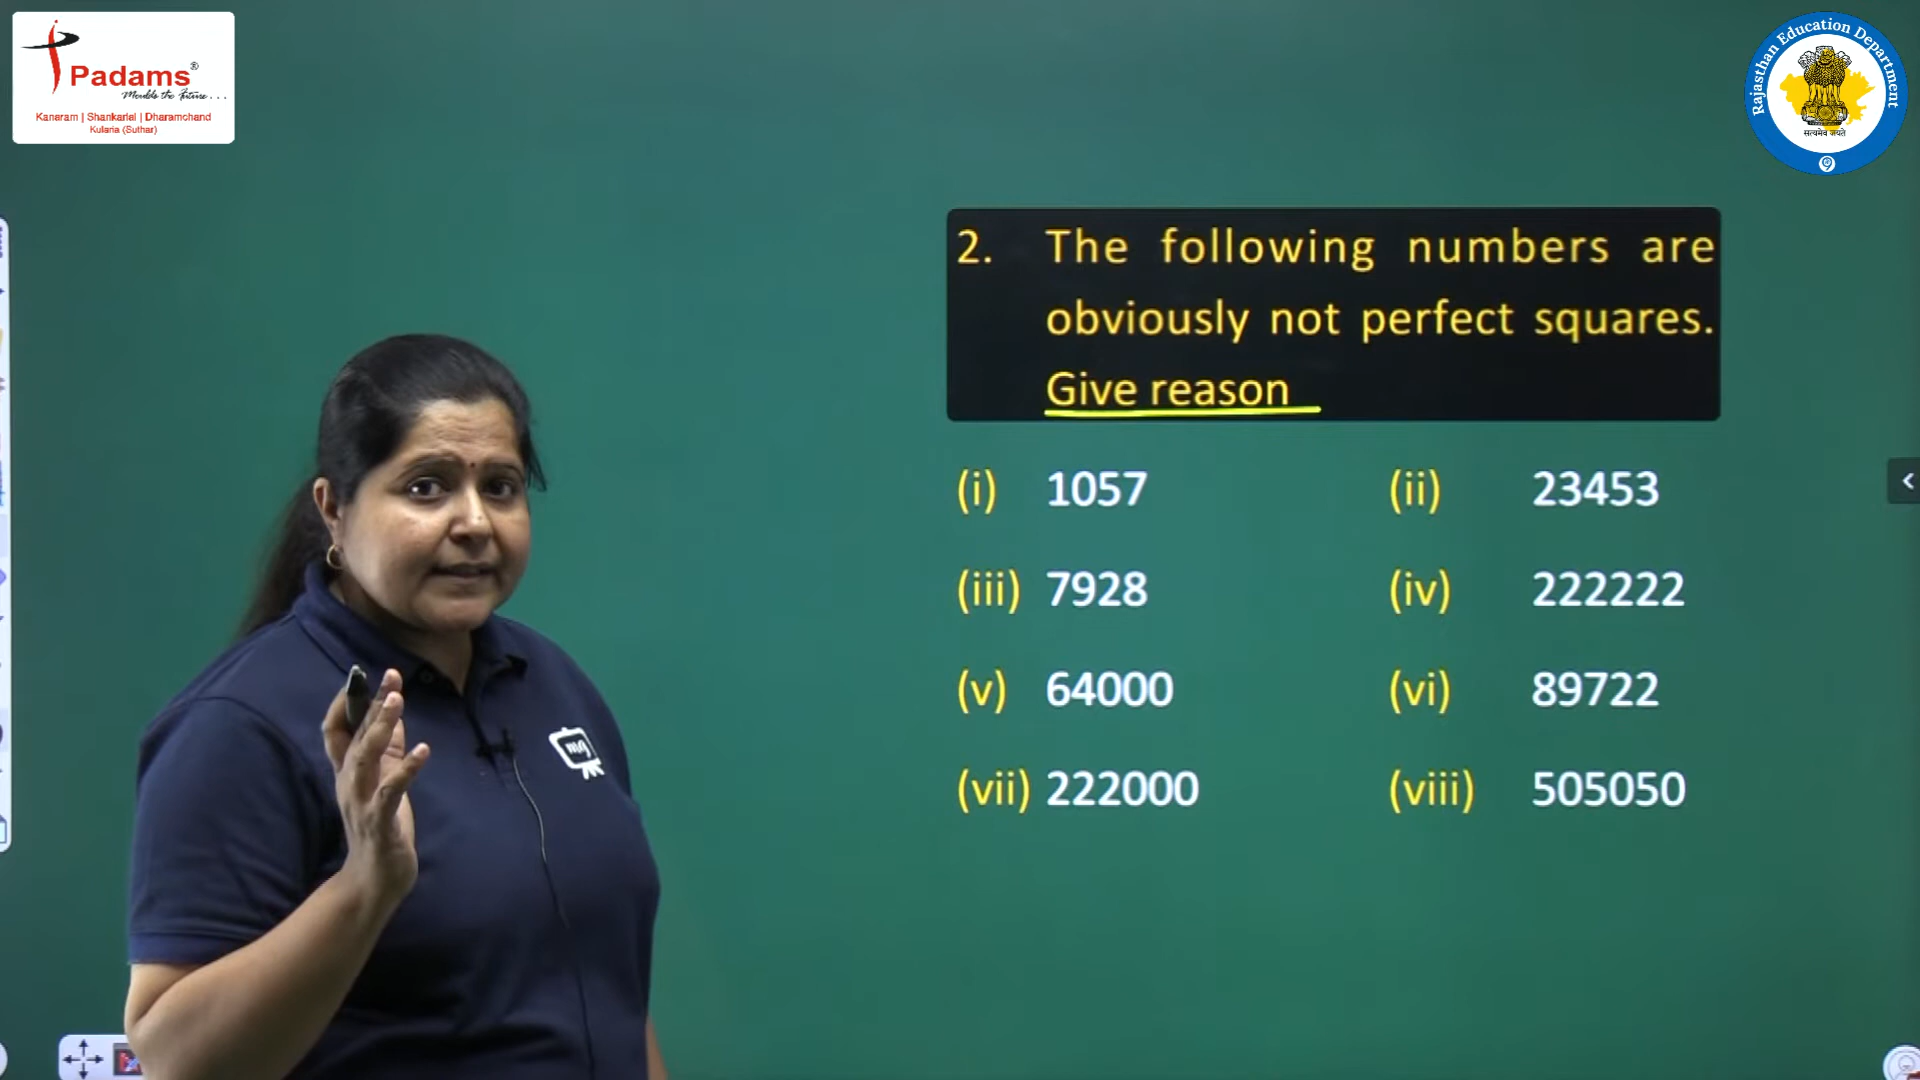 Padams®
Moulds the Future...
Kanaram | Shankarlal | Dharamchand
Kularia (Suthar)
Rajasthan Education Department
सत्यमेव जयते
2. The following numbers are
obviously not perfect squares.
Give reason
(i) 1057 (ii) 23453
(iii) 7928 (iv) 222222
(v) 64000 (vi) 89722
(vii) 222000 (viii) 505050
mg